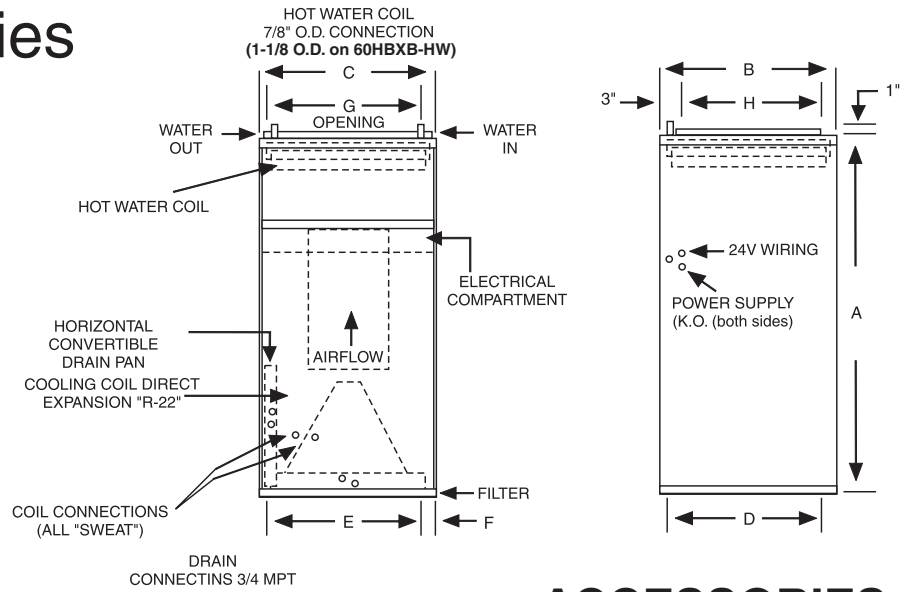 ies
HOT WATER COIL
7/8" O.D. CONNECTION
(1-1/8 O.D. on 60HBXB-HW)
C
G
OPENING
WATER
OUT
WATER
IN
HOT WATER COIL
ELECTRICAL
COMPARTMENT
HORIZONTAL
CONVERTIBLE
DRAIN PAN
AIRFLOW
COOLING COIL DIRECT
EXPANSION "R-22"
COIL CONNECTIONS
(ALL "SWEAT")
FILTER
E
F
DRAIN
CONNECTINS 3/4 MPT
B
3"
H
1"
24V WIRING
POWER SUPPLY
(K.O. (both sides)
A
D
ACCESSORIES